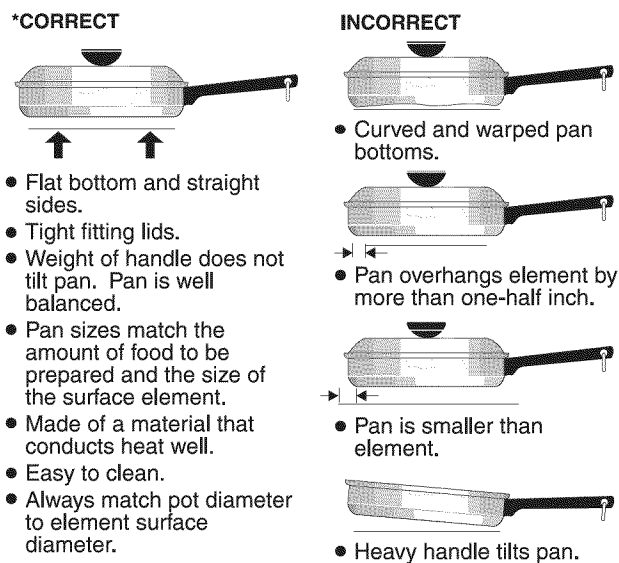 *CORRECT
● Flat bottom and straight
sides.
● Tight fitting lids.
● Weight of handle does not
tilt pan. Pan is well
balanced.
● Pan sizes match the
amount of food to be
prepared and the size of
the surface element.
● Made of a material that
conducts heat well.
● Easy to clean.
● Always match pot diameter
to element surface
diameter.
INCORRECT
● Curved and warped pan
bottoms.
● Pan overhangs element by
more than one-half inch.
● Pan is smaller than
element.
● Heavy handle tilts pan.